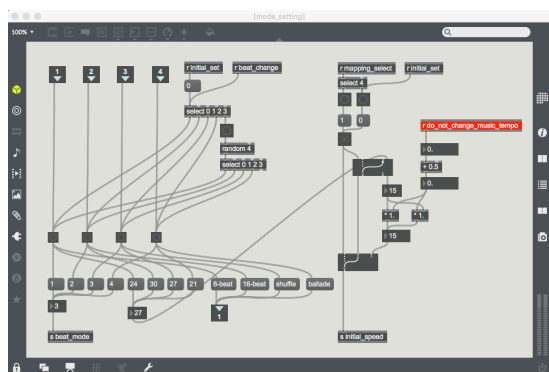 [mode_setting]
100%
1 2 3 4
r initial_set r beat_change
0
select 0 1 2 3
random 4
select 0 1 2 3
r mapping_select r initial_set
select 4
1 0
r do_not_change_music_tempo
0.
+ 0.5
0.
15
* 1. * 1.
15
1 2 3 4 24 30 27 21 8-beat 16-beat shuffle ballade
3 27 1
s beat_mode s initial_speed